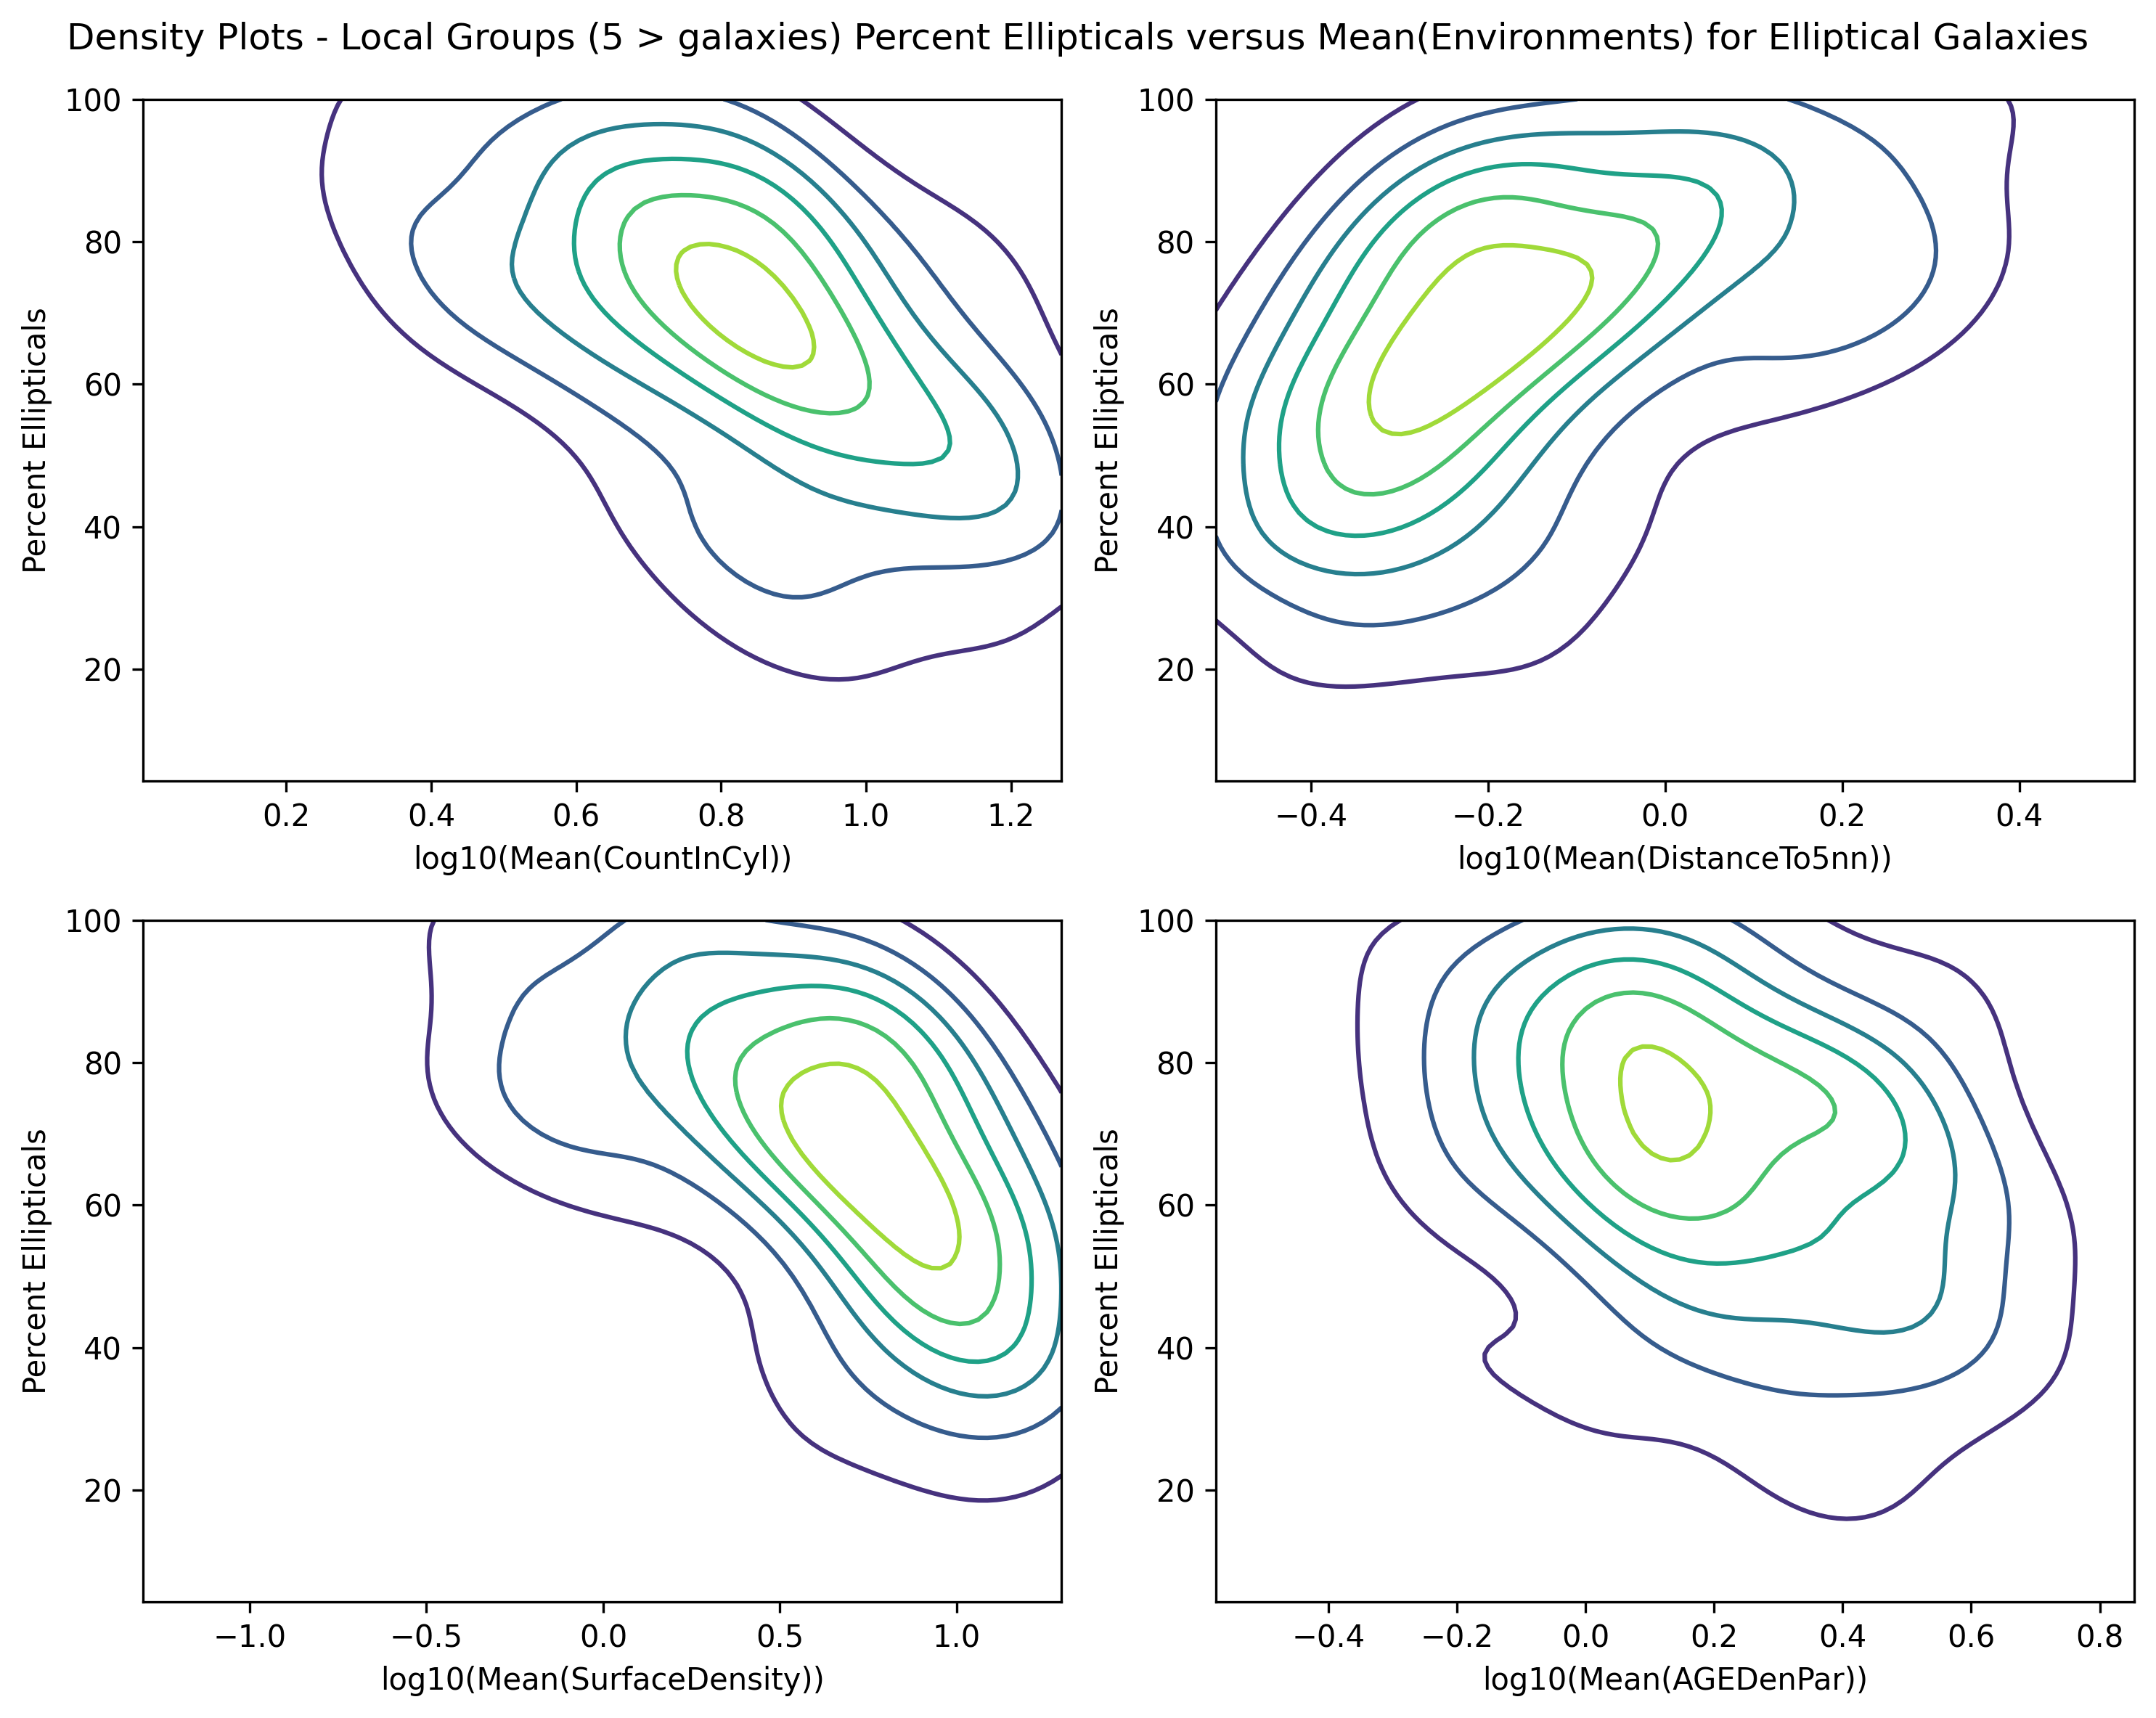 Density Plots - Local Groups (5 > galaxies) Percent Ellipticals versus Mean(Environments) for Elliptical Galaxies
100
80
60
40
20
Percent Ellipticals
0.2 0.4 0.6 0.8 1.0 1.2
log10(Mean(CountInCyl))
100
80
60
40
20
Percent Ellipticals
−0.4 −0.2 0.0 0.2 0.4
log10(Mean(DistanceTo5nn))
100
80
60
40
20
Percent Ellipticals
−1.0 −0.5 0.0 0.5 1.0
log10(Mean(SurfaceDensity))
100
80
60
40
20
Percent Ellipticals
−0.4 −0.2 0.0 0.2 0.4 0.6 0.8
log10(Mean(AGEDenPar))